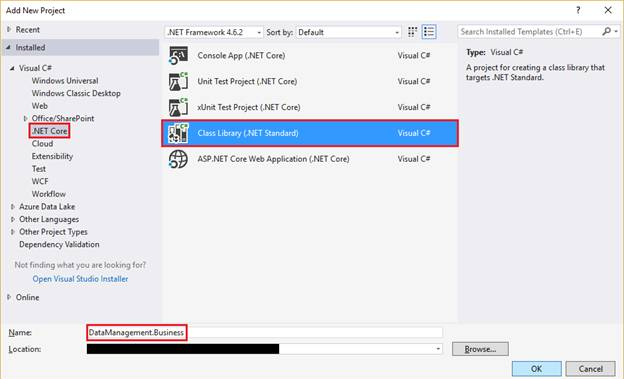 Add New Project
Recent
Installed
Visual C#
Windows Universal
Windows Classic Desktop
Web
Office/SharePoint
.NET Core
Cloud
Extensibility
Test
WCF
Workflow
Azure Data Lake
Other Languages
Other Project Types
Dependency Validation
Not finding what you are looking for?
Open Visual Studio Installer
Online
.NET Framework 4.6.2 Sort by: Default
Console App (.NET Core) Visual C#
Unit Test Project (.NET Core) Visual C#
xUnit Test Project (.NET Core) Visual C#
Class Library (.NET Standard) Visual C#
ASP.NET Core Web Application (.NET Core) Visual C#
Search Installed Templates (Ctrl+E)
Type: Visual C#
A project for creating a class library that
targets .NET Standard.
Name: DataManagement.Business
Location: Browse...
OK Cancel